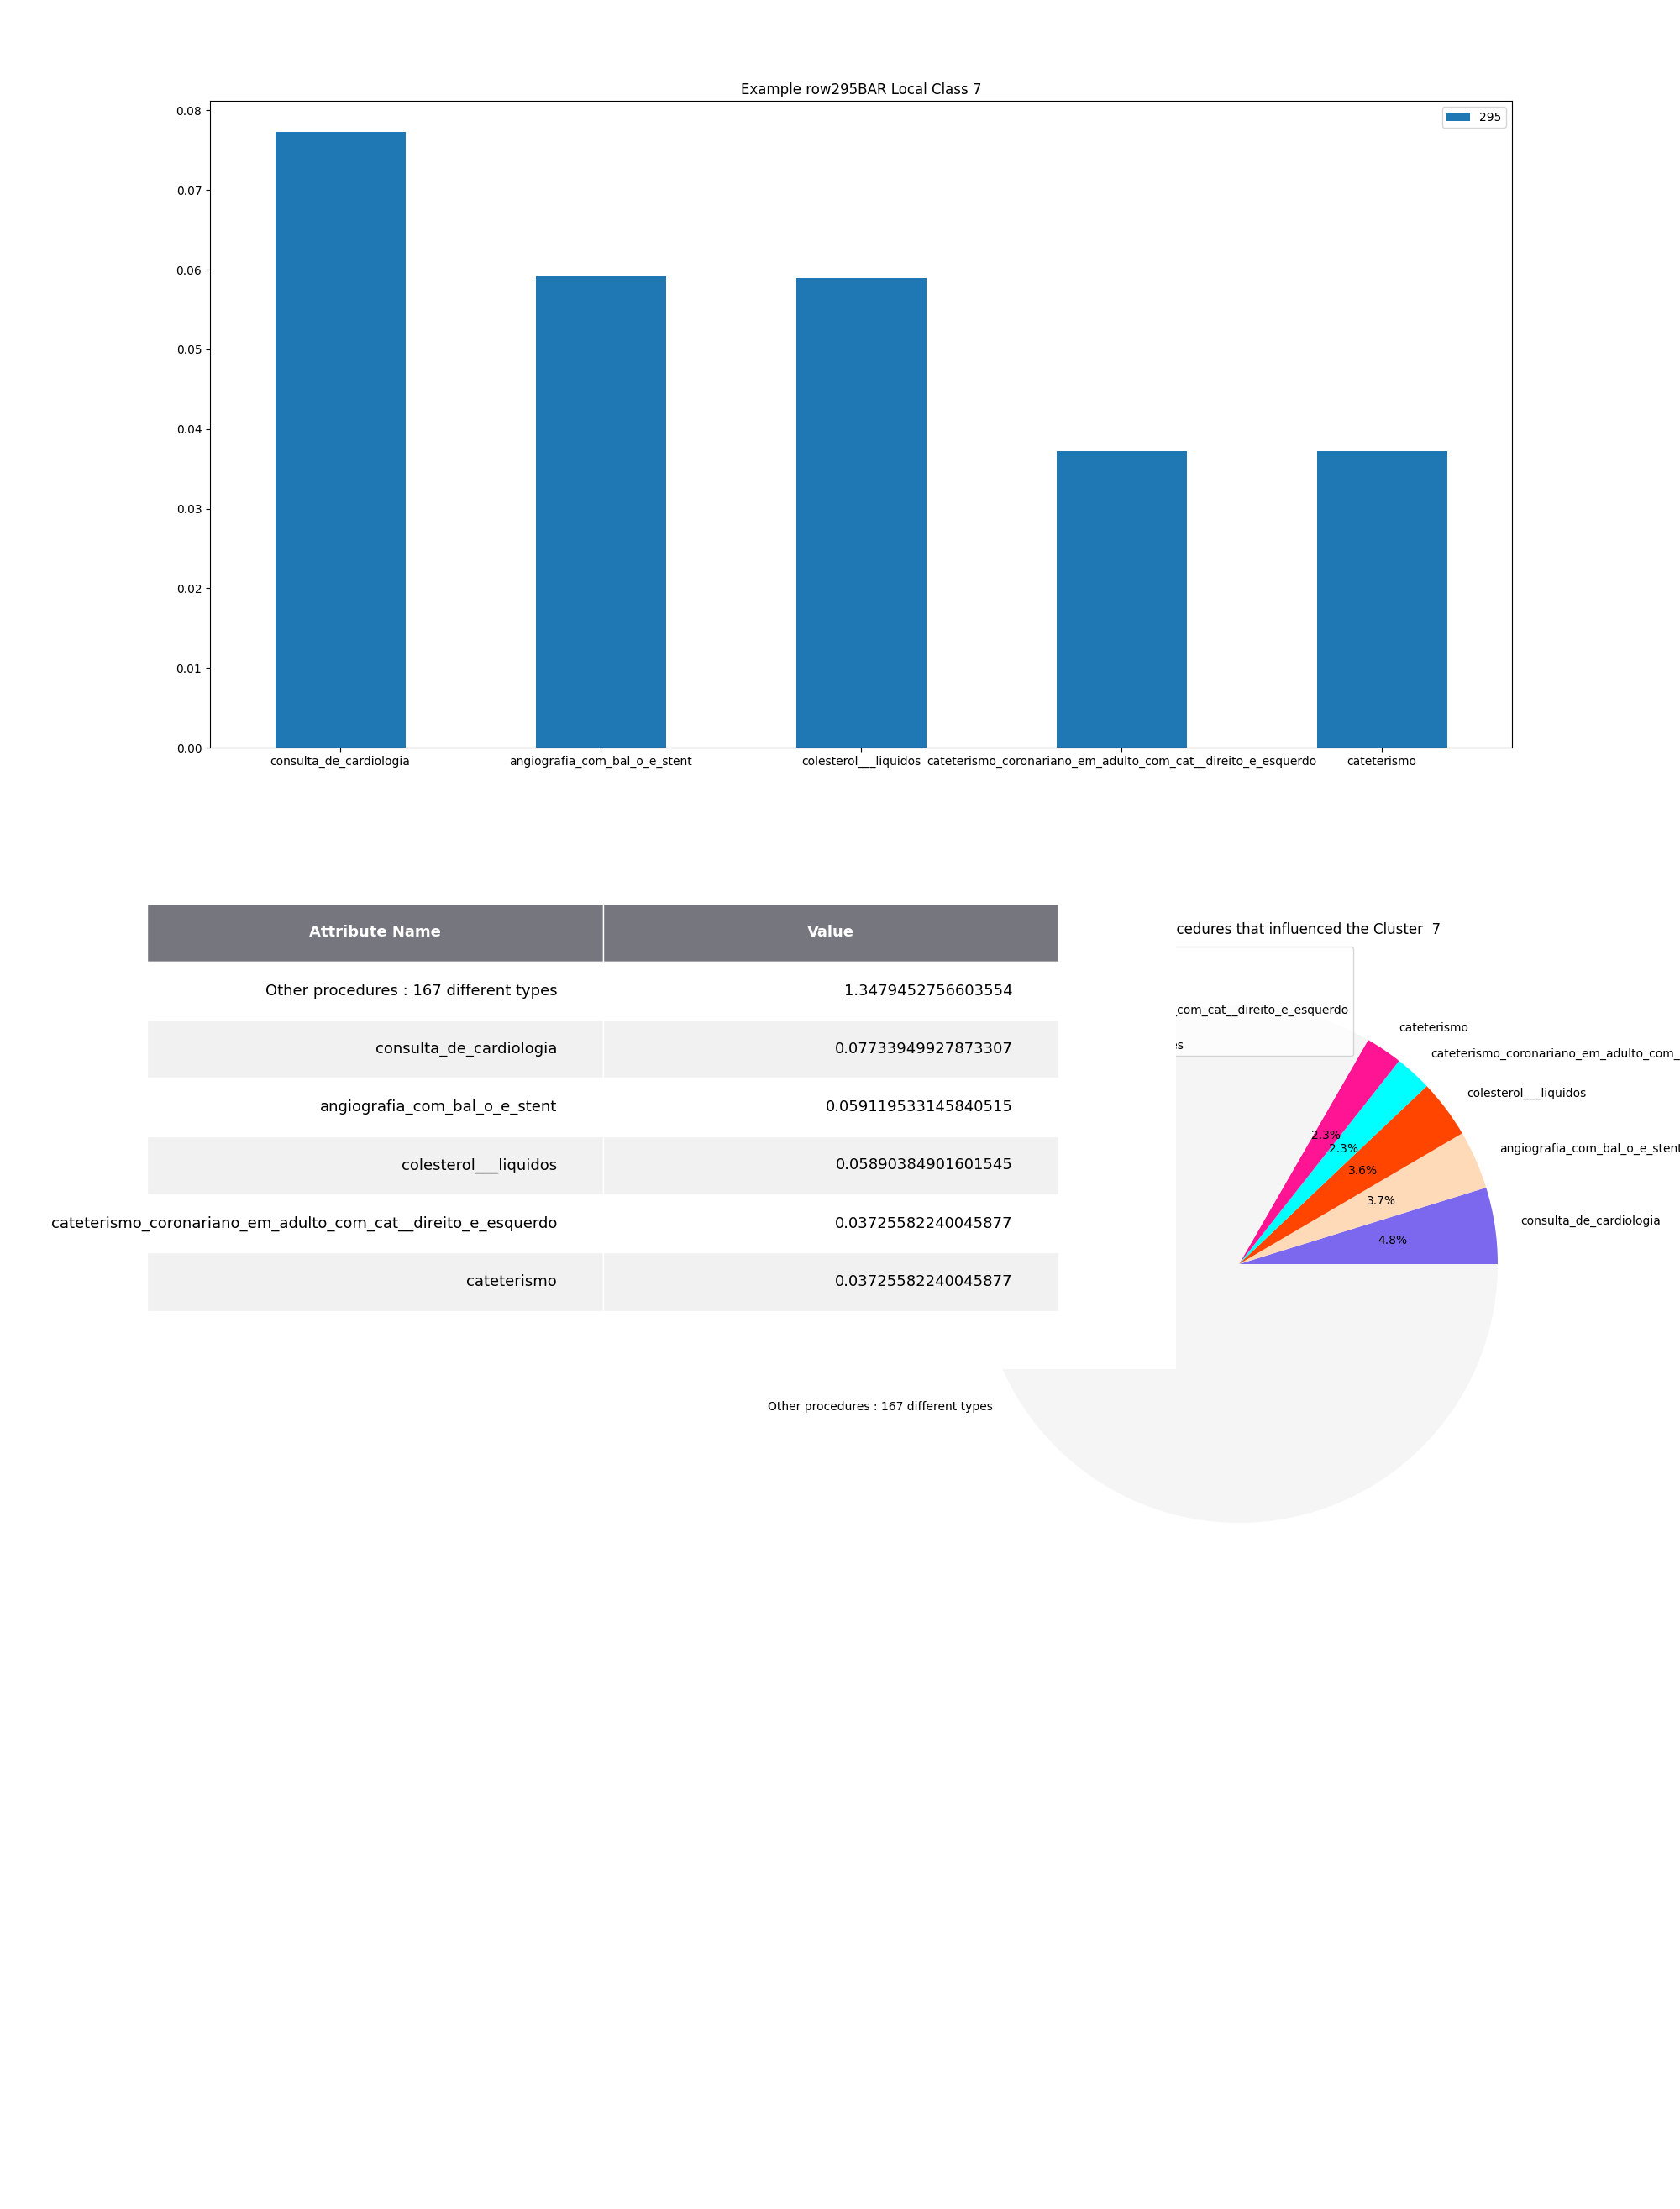 Example row295BAR Local Class 7
295
0.08
0.07
0.06
0.05
0.04
0.03
0.02
0.01
0.00
consulta_de_cardiologia
angiografia_com_bal_o_e_stent
colesterol___liquidos
cateterismo_coronariano_em_adulto_com_cat__direito_e_esquerdo
cateterismo
Attribute Name Value
Other procedures : 167 different types 1.3479452756603554
consulta_de_cardiologia 0.07733949927873307
angiografia_com_bal_o_e_stent 0.059119533145840515
colesterol___liquidos 0.05890384901601545
cateterismo_coronariano_em_adulto_com_cat__direito_e_esquerdo 0.03725582240045877
cateterismo 0.03725582240045877
cedures that influenced the Cluster 7
_com_cat__direito_e_esquerdo
es
cateterismo
cateterismo_coronariano_em_adulto_com_
colesterol___liquidos
angiografia_com_bal_o_e_stent
consulta_de_cardiologia
2.3%
2.3%
3.6%
3.7%
4.8%
Other procedures : 167 different types